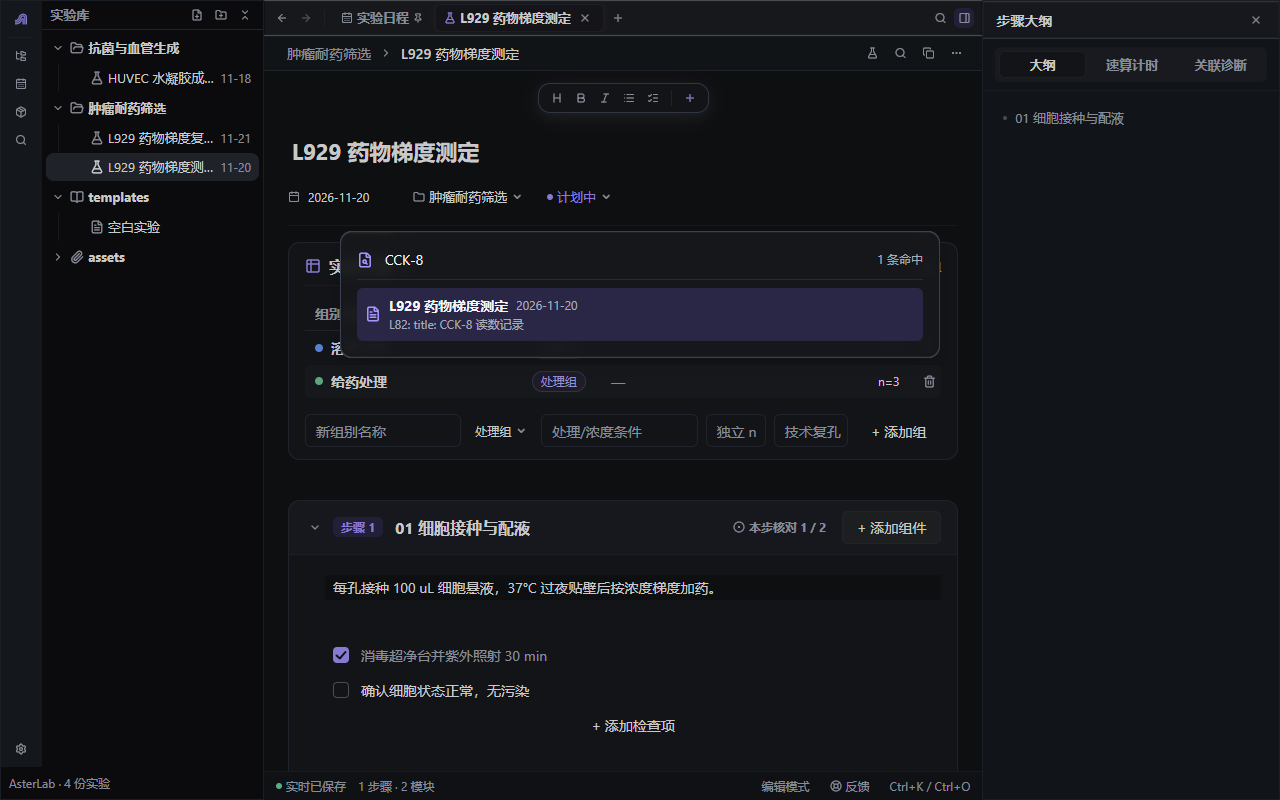 实验库
实验日程
L929 药物梯度测定
步骤大纲
抗菌与血管生成
HUVEC 水凝胶成... 11-18
肿瘤耐药筛选
L929 药物梯度复... 11-21
L929 药物梯度测... 11-20
templates
空白实验
assets
AsterLab · 4 份实验
肿瘤耐药筛选 > L929 药物梯度测定
H B I
L929 药物梯度测定
2026-11-20 肿瘤耐药筛选 计划中
CCK-8 1 条命中
L929 药物梯度测定 2026-11-20
L82: title: CCK-8 读数记录
组别
给药处理 处理组 — n=3
新组别名称 处理组 处理/浓度条件 独立 n 技术复孔 + 添加组
步骤 1 01 细胞接种与配液 本步核对 1 / 2 + 添加组件
每孔接种 100 uL 细胞悬液，37°C 过夜贴壁后按浓度梯度加药。
消毒超净台并紫外照射 30 min
确认细胞状态正常，无污染
+ 添加检查项
实时已保存 1 步骤 · 2 模块 编辑模式 反馈 Ctrl+K / Ctrl+O
大纲 速算计时 关联诊断
01 细胞接种与配液